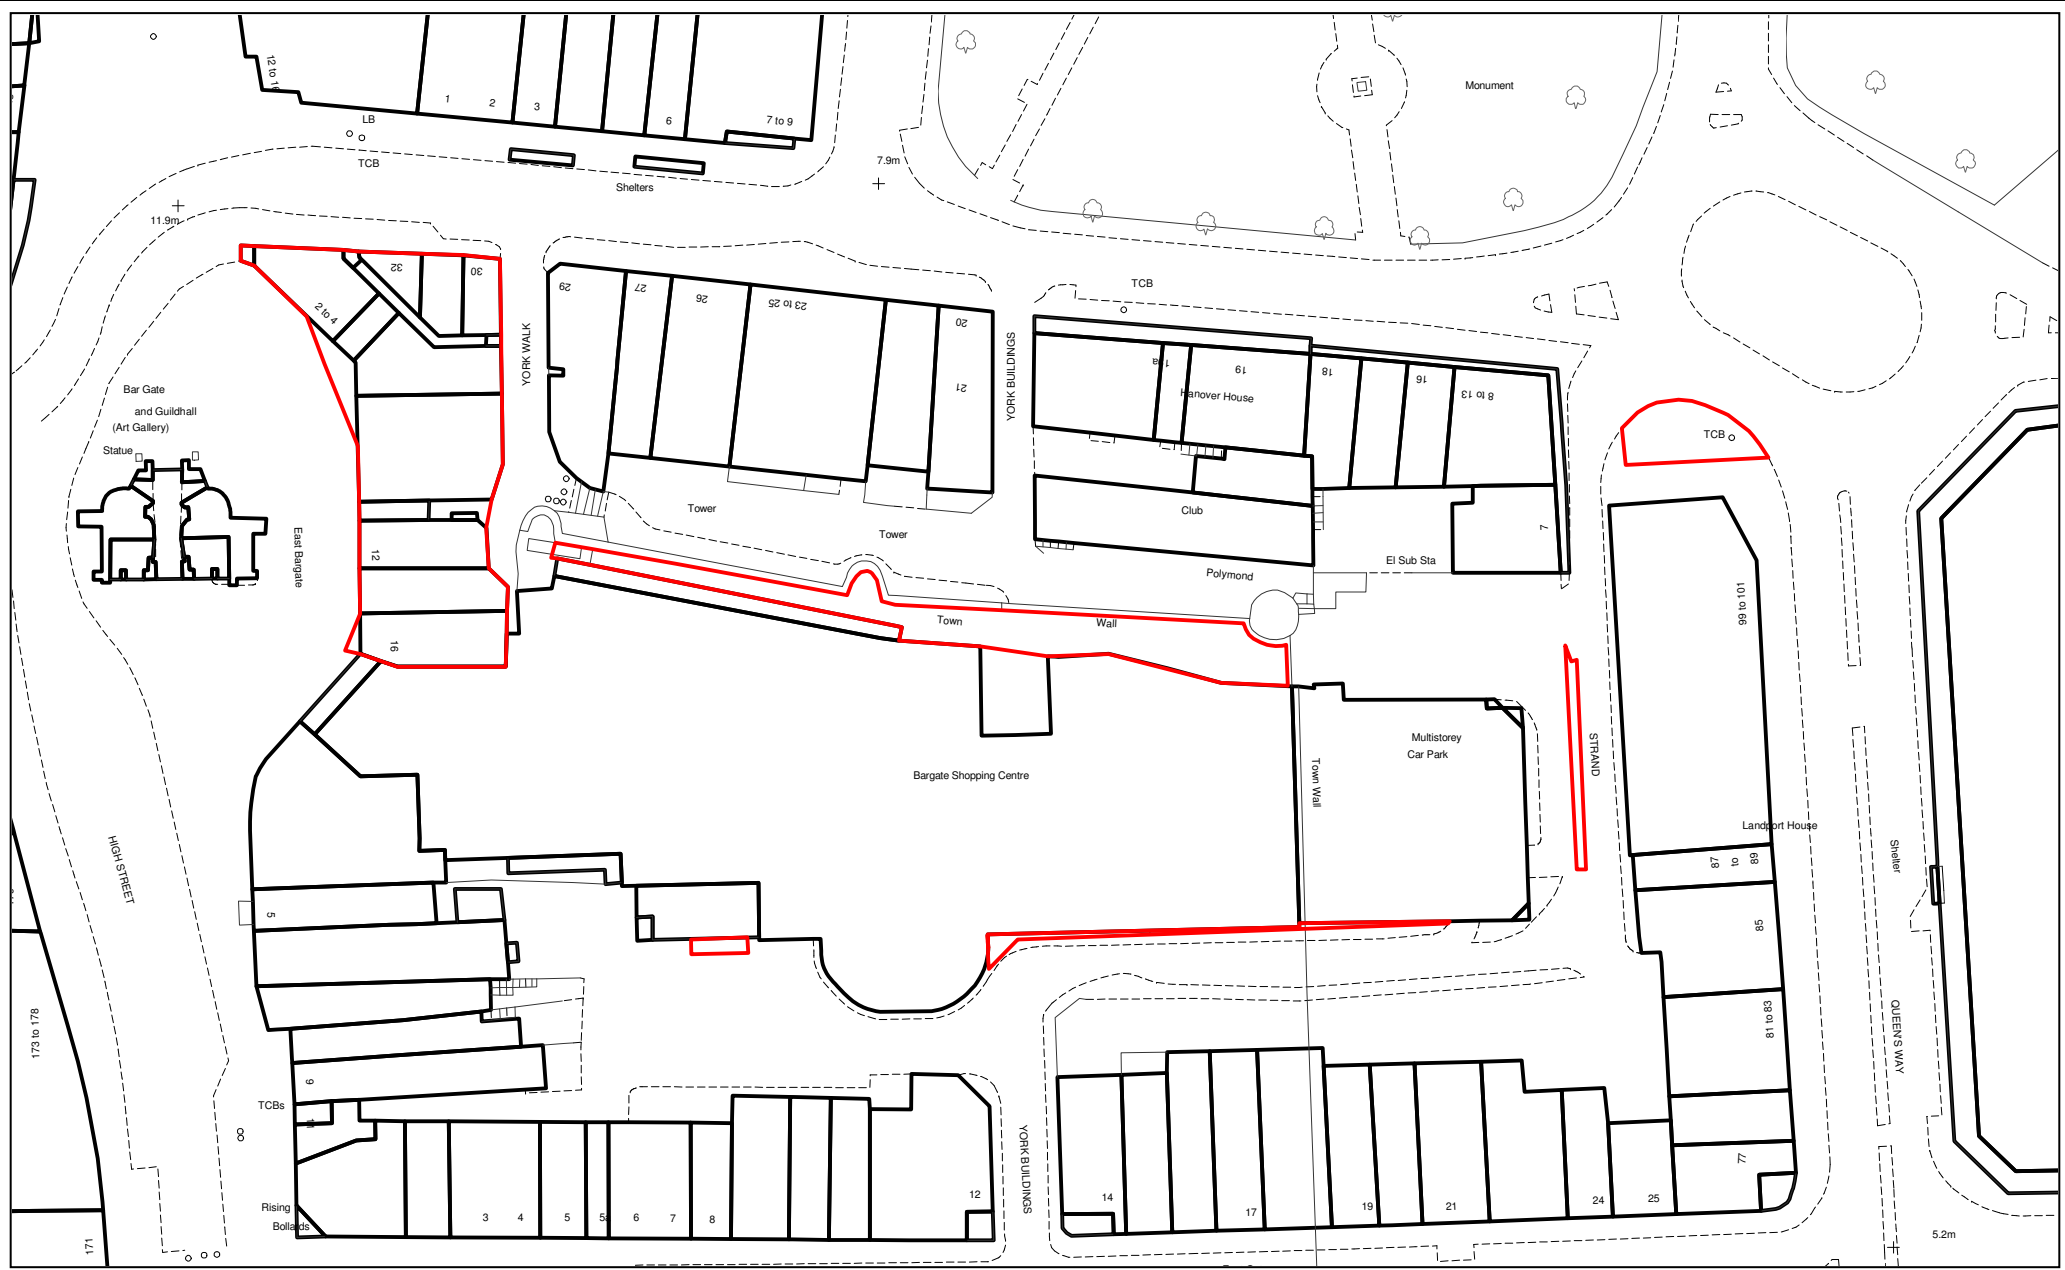 12 to 16
1
2
3
6
7 to 9
LB
TCB
Shelters
7.9m
11.9m
Monument
TCB
32
30
2 to 4
29
27
26
23 to 25
20
21
YORK WALK
YORK BUILDINGS
19
18
16
8 to 13
Hanover House
Bar Gate
and Guildhall
(Art Gallery)
Statue
TCB
Tower
Tower
Club
7
El Sub Sta
Polymond
East Bargate
12
16
Town
Wall
101 to 99
STRAND
Multistorey
Car Park
Town Wall
Bargate Shopping Centre
Landport House
87
to
89
Shelter
HIGH STREET
5
85
81 to 83
QUEEN'S WAY
173 to 178
9
TCBs
11
YORK BUILDINGS
77
Rising
Bollards
3
4
5
6
7
8
12
14
17
19
21
24
25
171
5.2m